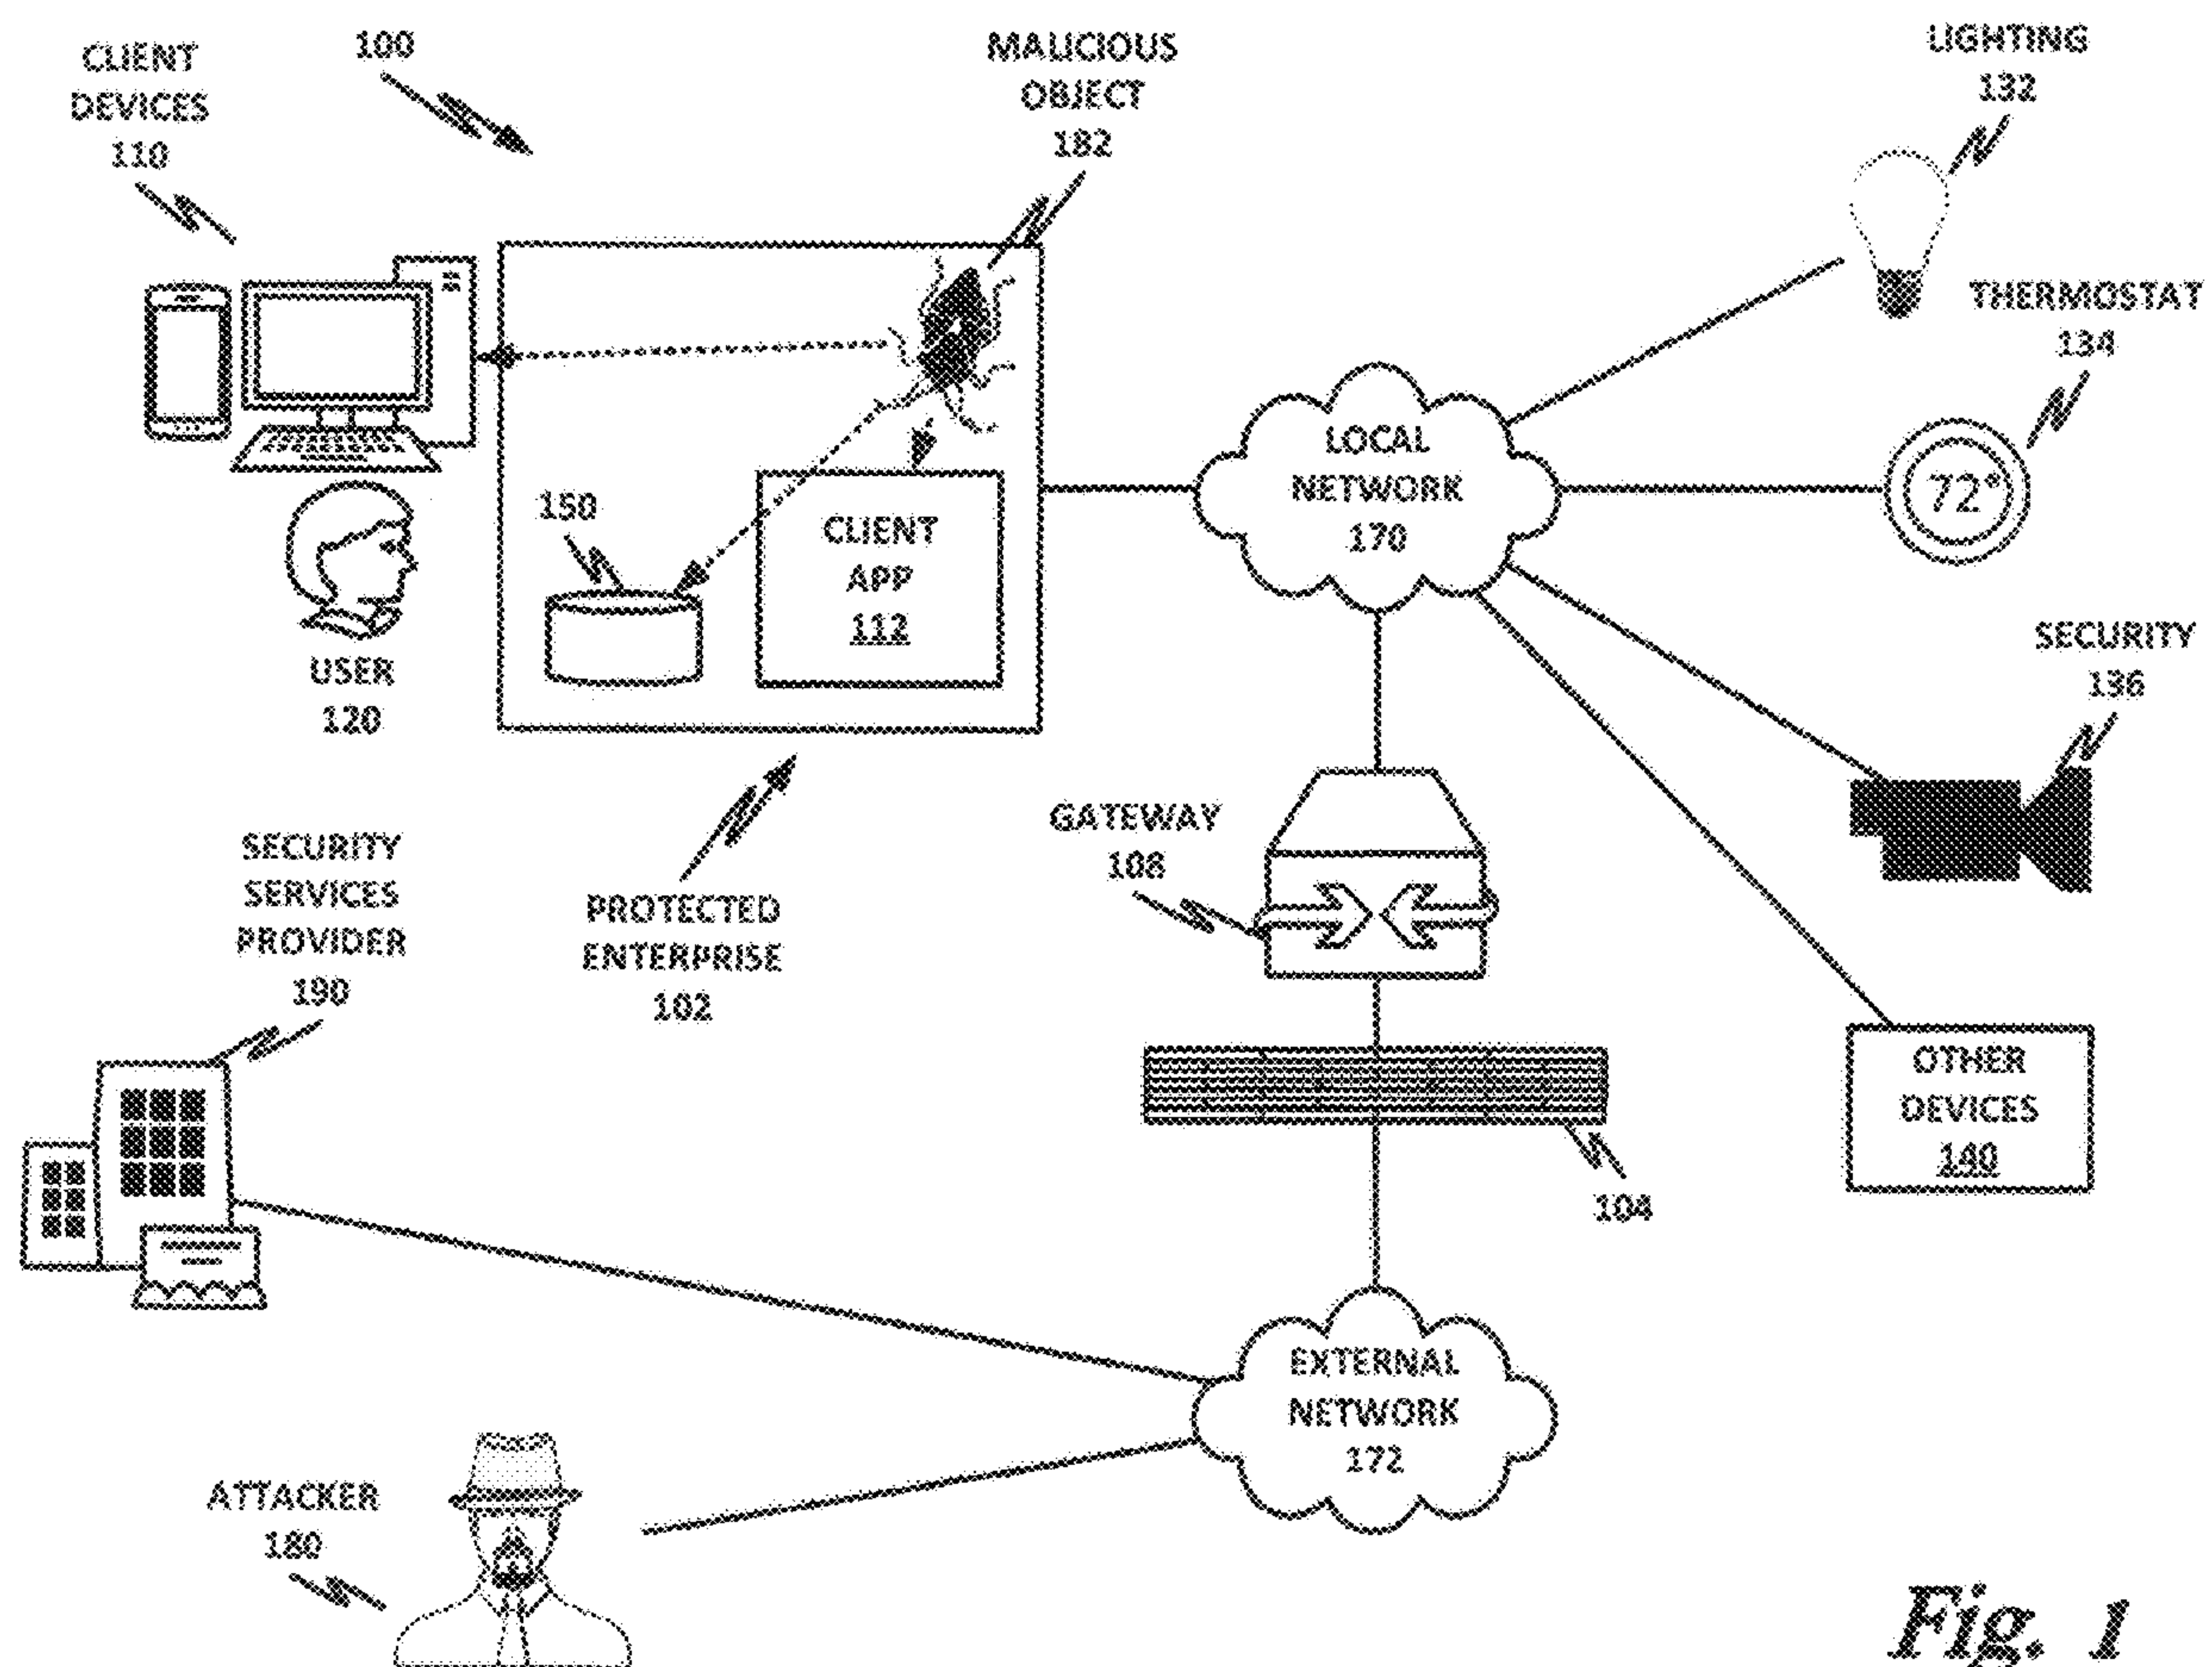 CLIENT
DEVICES
110
100
MALICIOUS
OBJECT
182
LIGHTING
132
THERMOSTAT
134
72°
LOCAL
NETWORK
170
150
CLIENT
APP
112
USER
120
SECURITY
136
GATEWAY
108
SECURITY
SERVICES
PROVIDER
190
PROTECTED
ENTERPRISE
102
OTHER
DEVICES
140
104
EXTERNAL
NETWORK
172
ATTACKER
180
Fig. 1